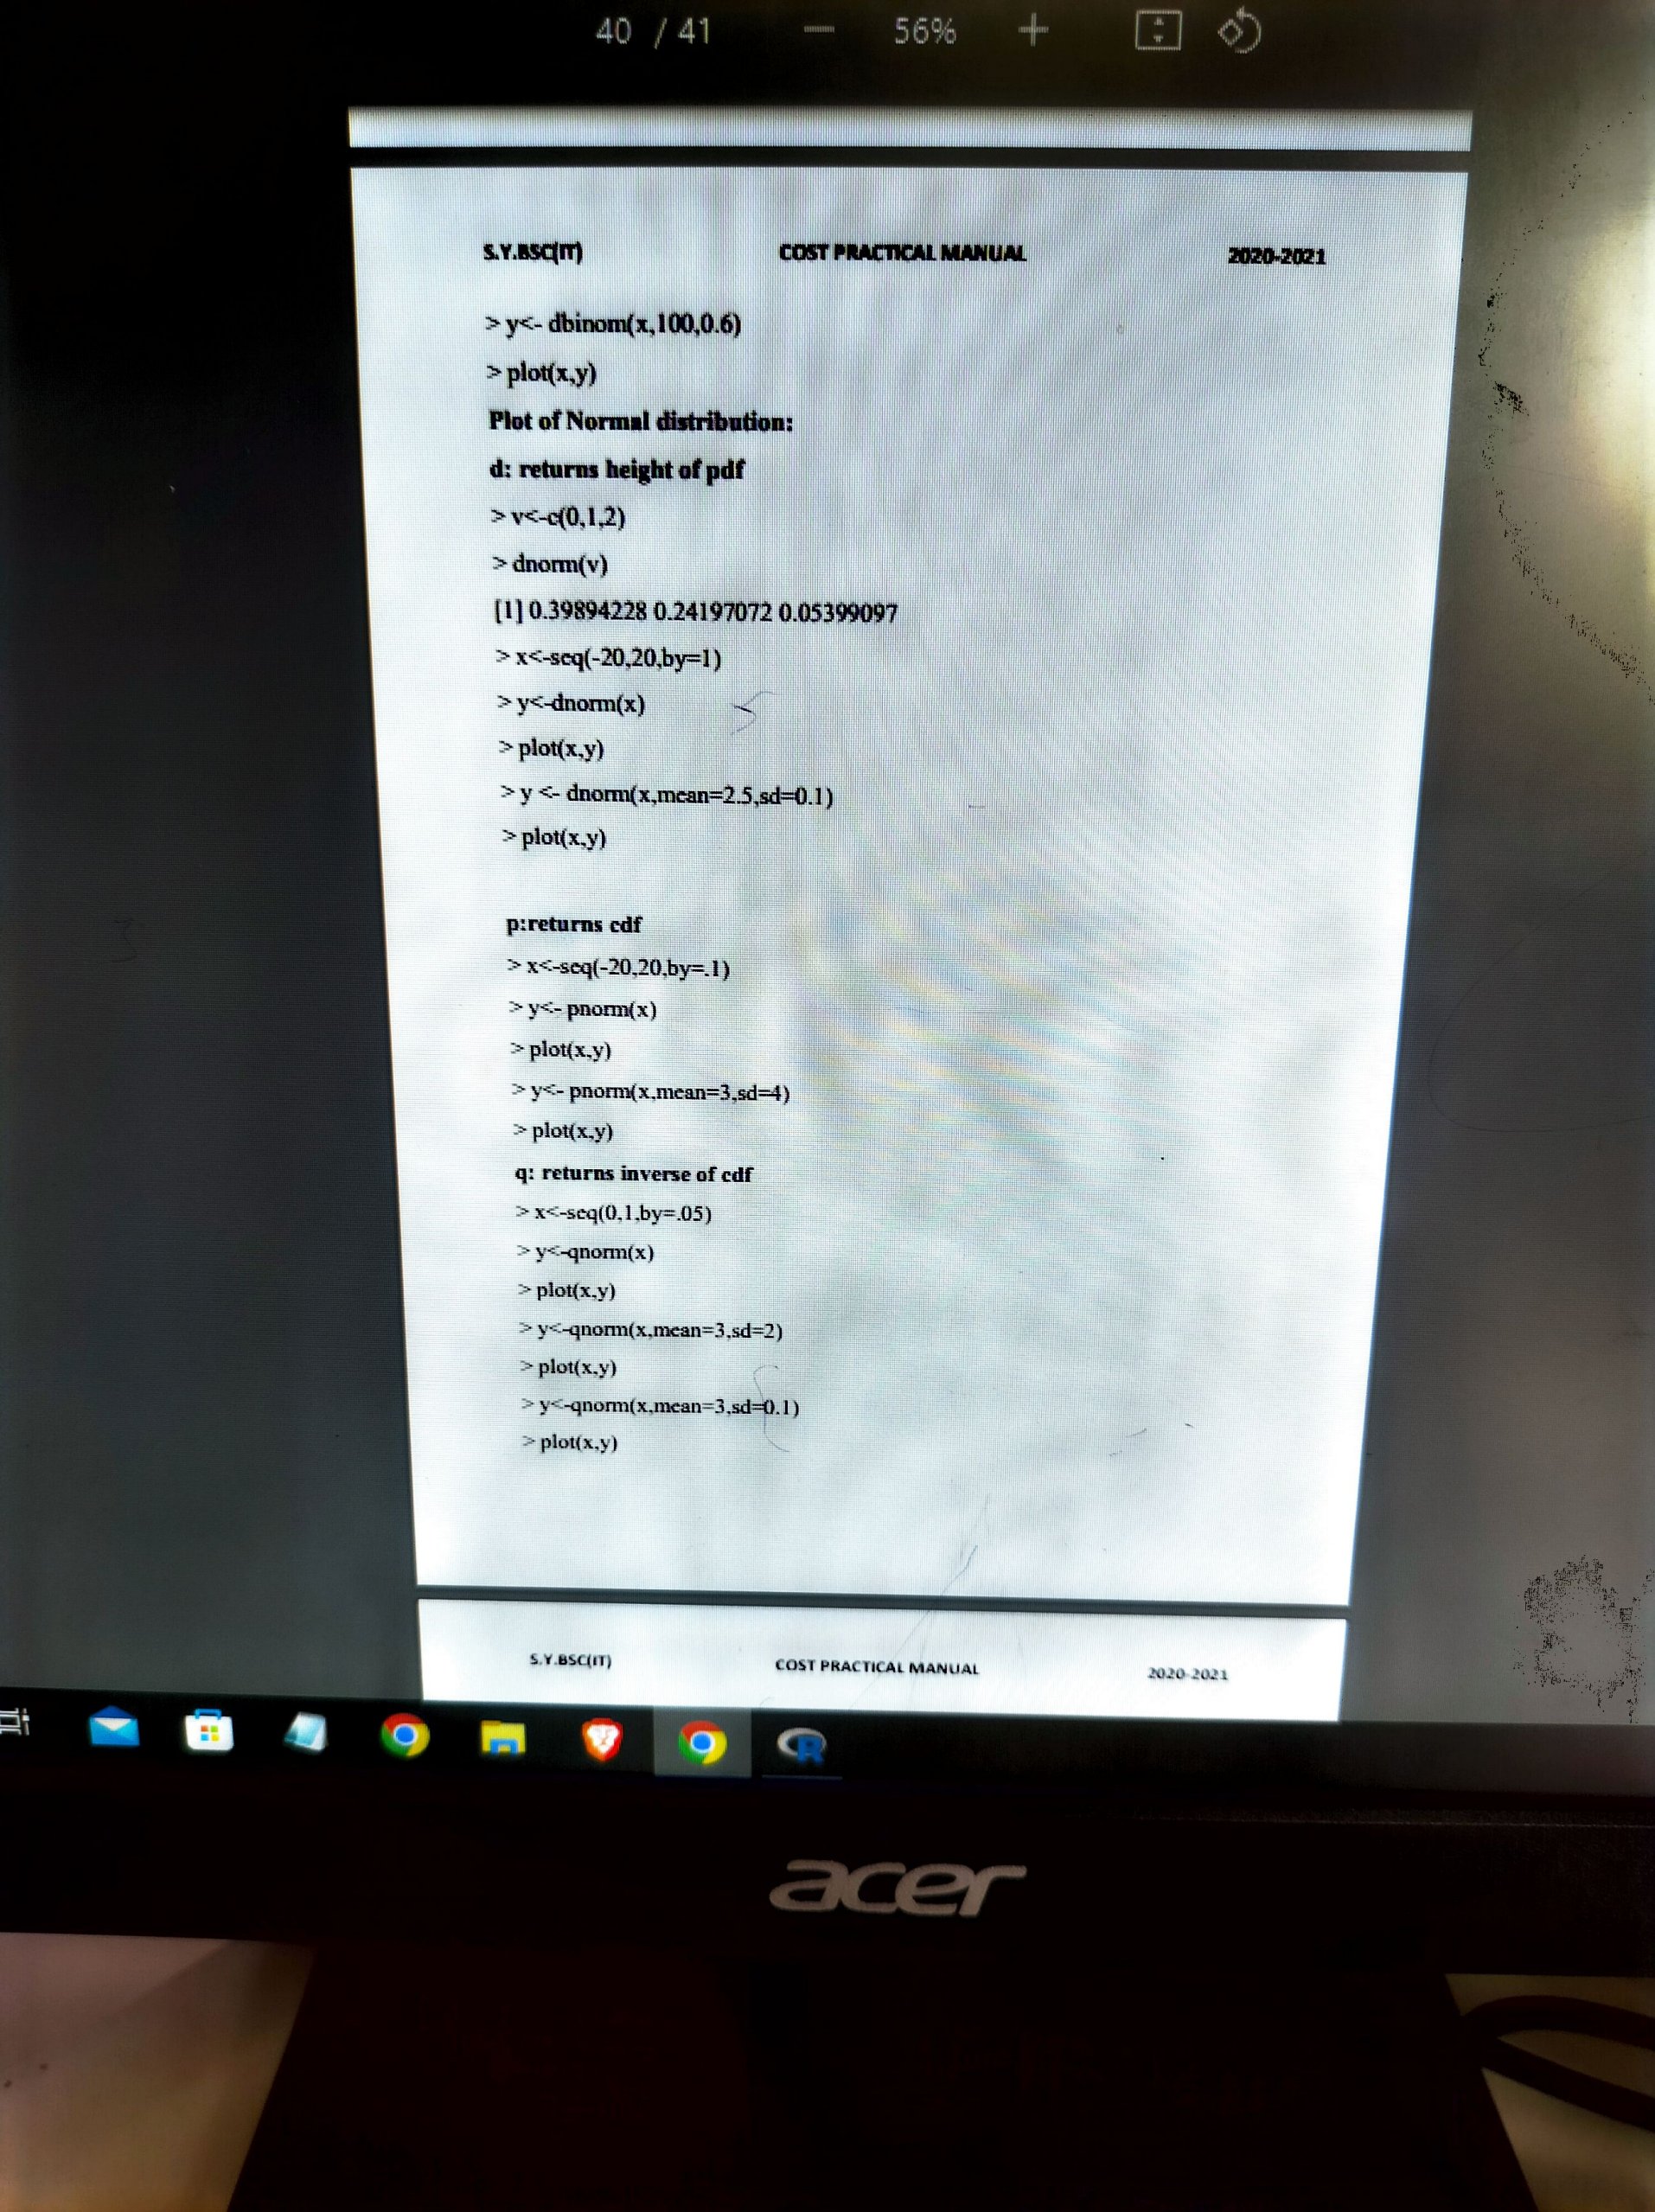 40 / 41 — 56% +
S.Y.BSC(IT) COST PRACTICAL MANUAL 2020-2021
> y<- dbinom(x,100,0.6)
> plot(x,y)
Plot of Normal distribution:
d: returns height of pdf
> v<-c(0,1,2)
> dnorm(v)
[1] 0.39894228 0.24197072 0.05399097
> x<-seq(-20,20,by=1)
> y<-dnorm(x)
> plot(x,y)
> y <- dnorm(x,mean=2.5,sd=0.1)
> plot(x,y)
p:returns cdf
> x<-seq(-20,20,by=.1)
> y<- pnorm(x)
> plot(x,y)
> y<- pnorm(x,mean=3,sd=4)
> plot(x,y)
q: returns inverse of cdf
> x<-seq(0,1,by=.05)
> y<-qnorm(x)
> plot(x,y)
> y<-qnorm(x,mean=3,sd=2)
> plot(x,y)
> y<-qnorm(x,mean=3,sd=0.1)
> plot(x,y)
S.Y.BSC(IT) COST PRACTICAL MANUAL 2020-2021
R
acer